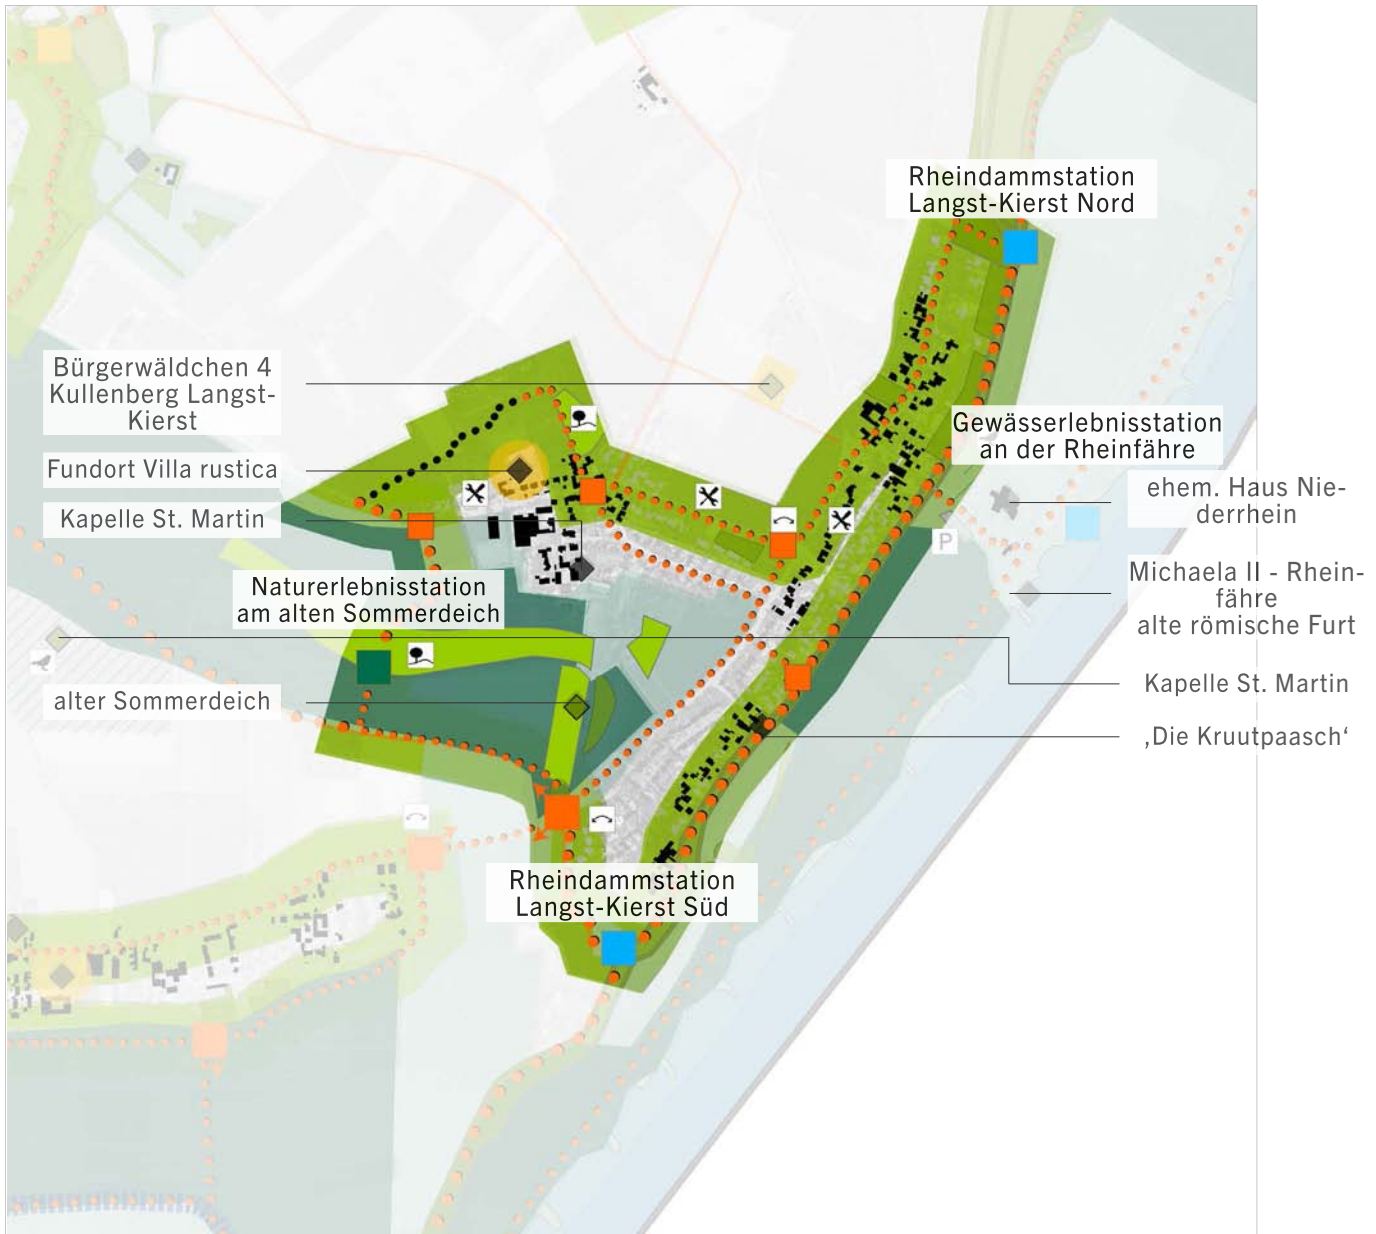 Rheindammstation
Langst-Kierst Nord
Bürgerwäldchen 4
Kullenberg Langst-
Kierst
Gewässerlebnisstation
an der Rheinfähre
Fundort Villa rustica
ehem. Haus Nie-
derrhein
Kapelle St. Martin
P
Naturerlebnisstation
am alten Sommerdeich
Michaela II - Rhein-
fähre
alte römische Furt
Kapelle St. Martin
alter Sommerdeich
‚Die Kruutpaasch‘
Rheindammstation
Langst-Kierst Süd